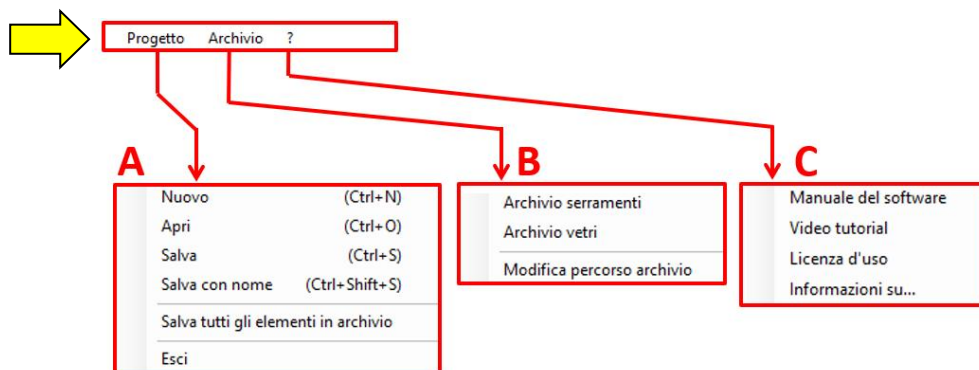 Progetto Archivio ?
A
Nuovo (Ctrl+N)
Apri (Ctrl+O)
Salva (Ctrl+S)
Salva con nome (Ctrl+Shift+S)
Salva tutti gli elementi in archivio
Esci
B
Archivio serramenti
Archivio vetri
Modifica percorso archivio
C
Manuale del software
Video tutorial
Licenza d'uso
Informazioni su...